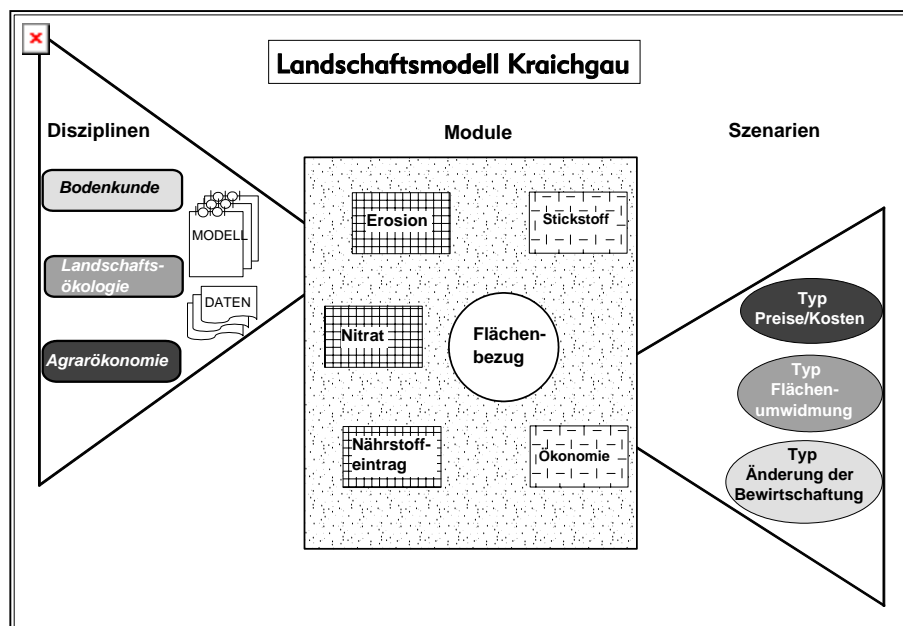 Landschaftsmodell Kraichgau
Disziplinen
Bodenkunde
MODELL
Landschafts-
ökologie
DATEN
Agrarökonomie
Module
Erosion
Stickstoff
Nitrat
Flächen-
bezug
Nährstoff-
eintrag
Ökonomie
Szenarien
Typ
Preise/Kosten
Typ
Flächen-
umwidmung
Typ
Änderung der
Bewirtschaftung